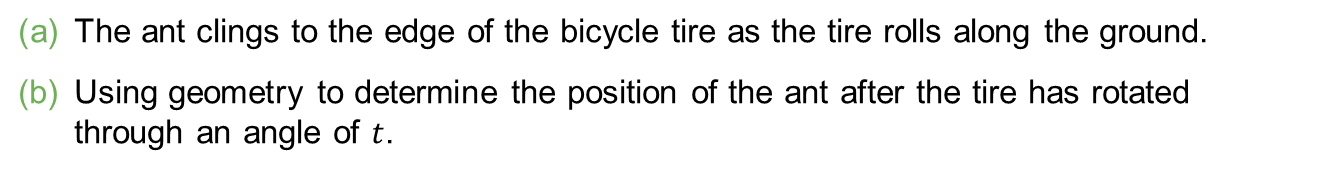 (a) The ant clings to the edge of the bicycle tire as the tire rolls along the ground.
(b) Using geometry to determine the position of the ant after the tire has rotated
through an angle of t.